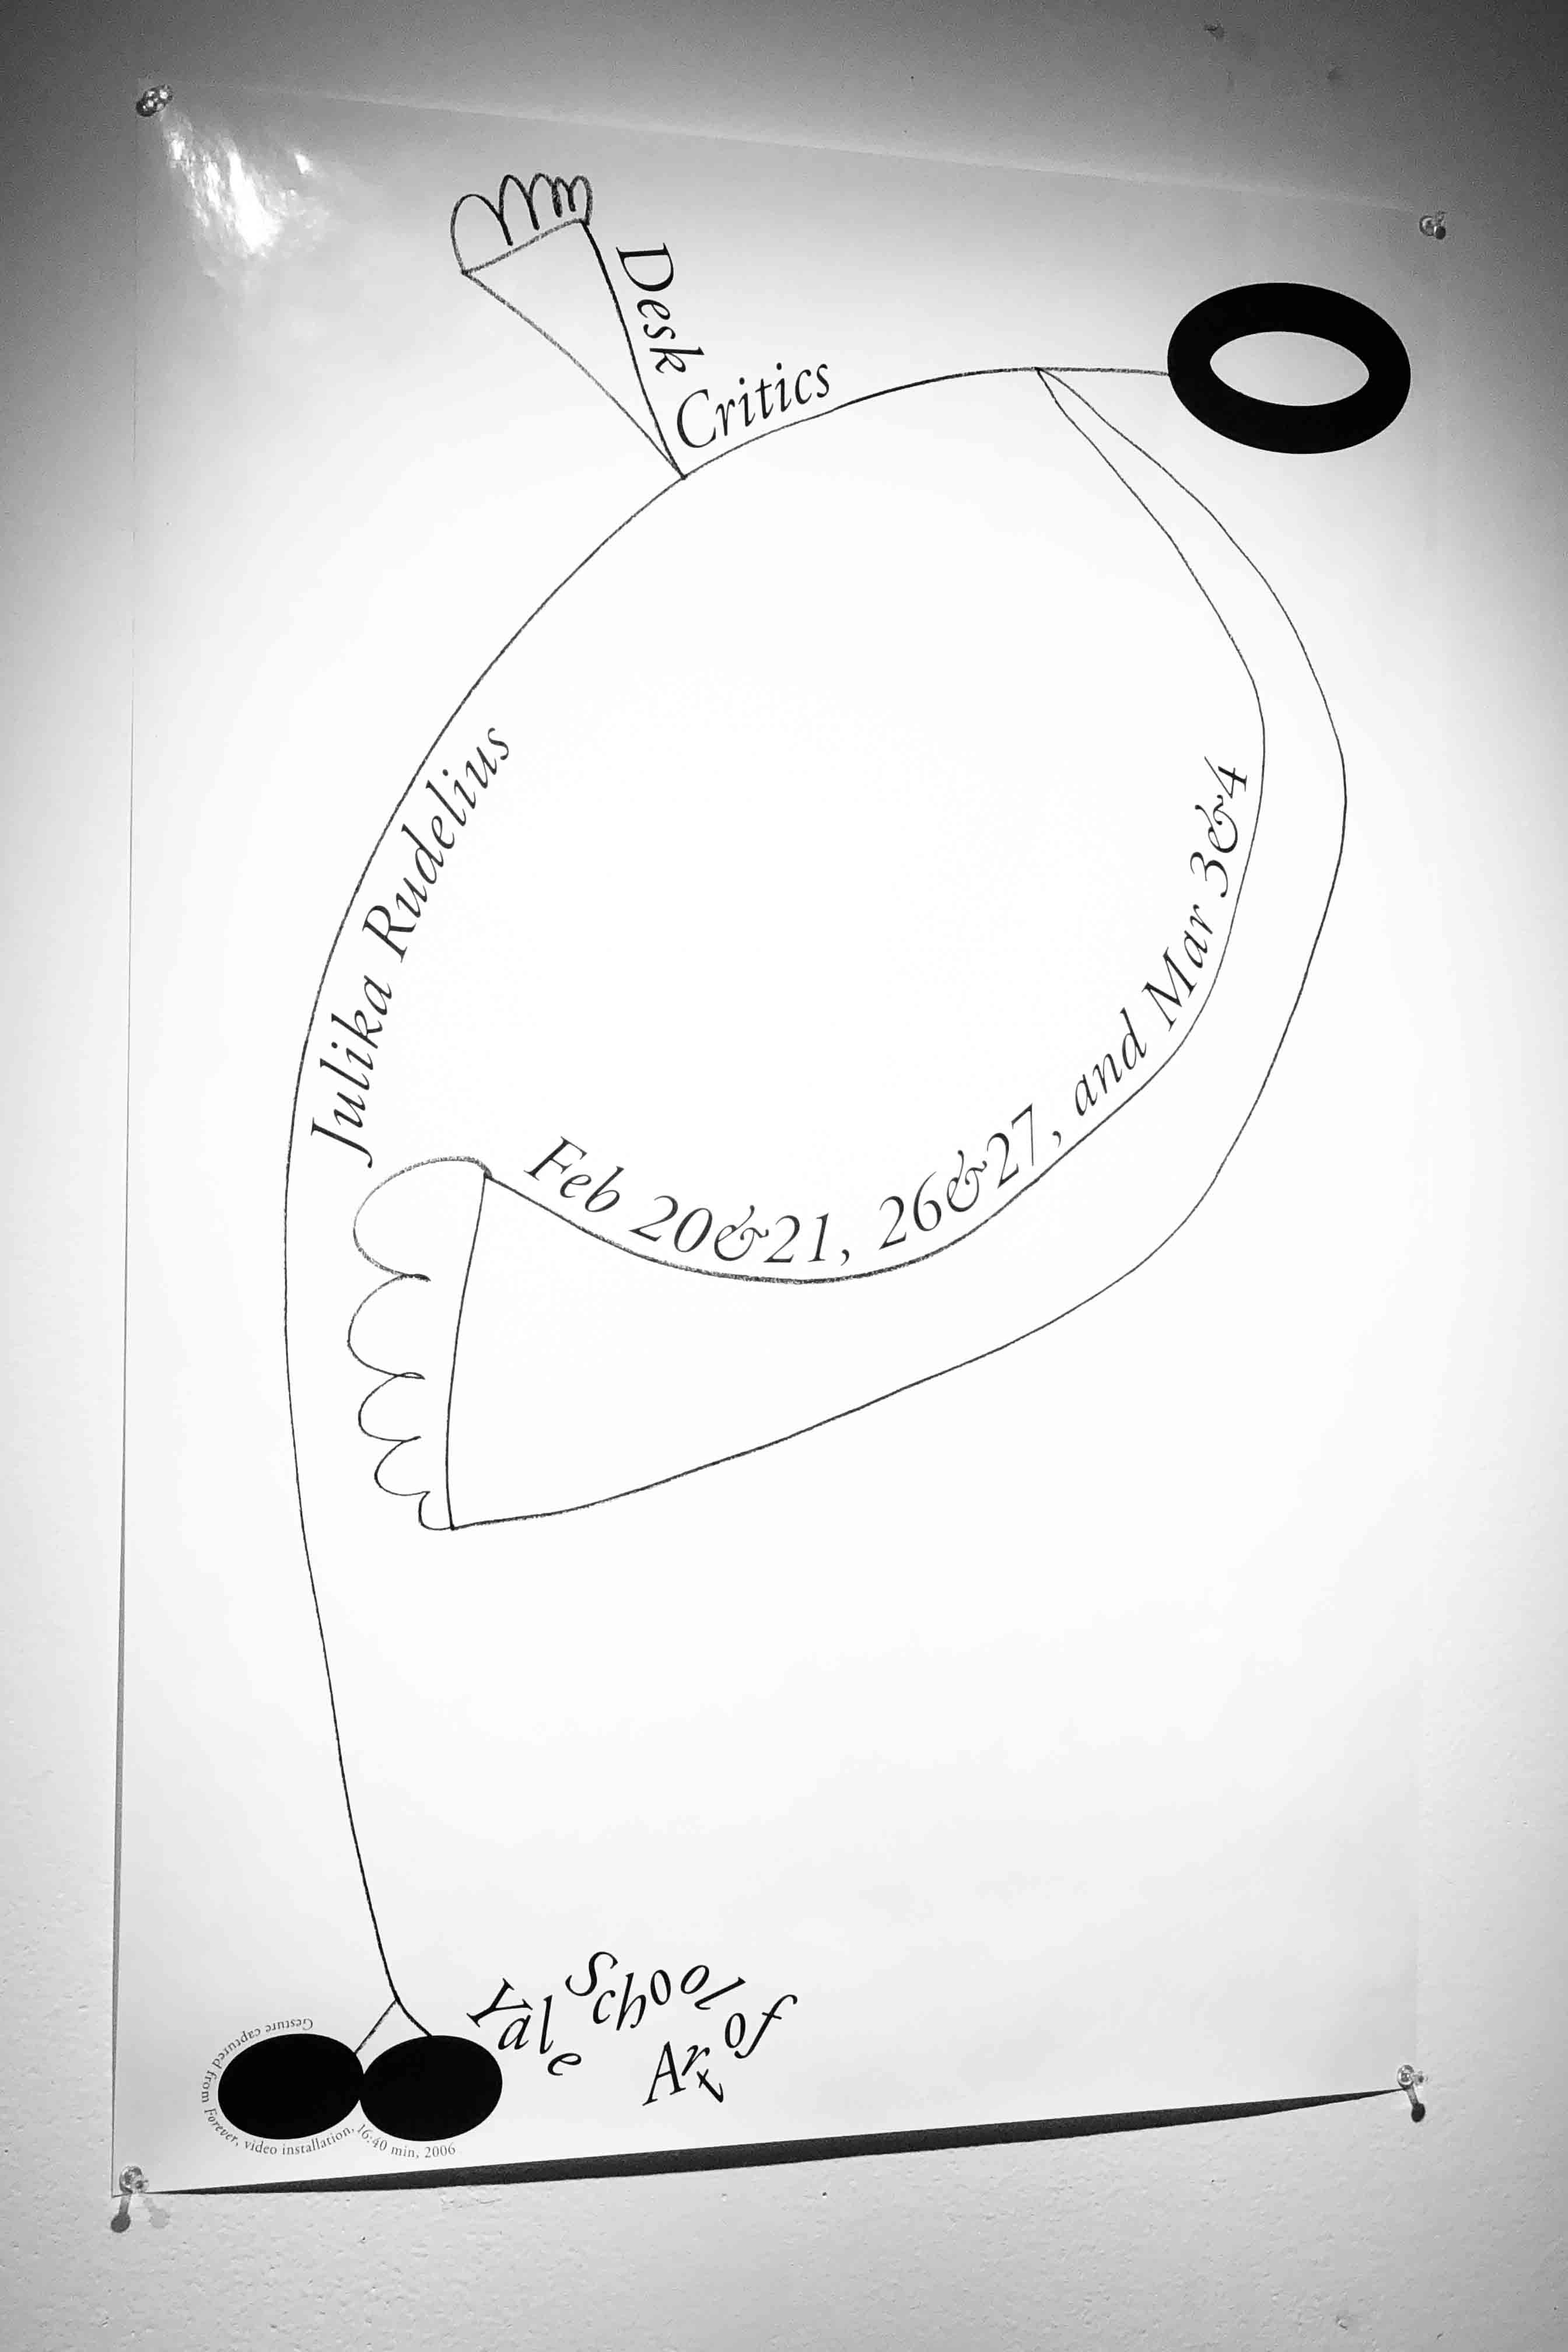 Desk Critics
Julika Rudelius
Feb 20&21, 26&27, and Mar 3&4
Yale School of Art
Gesture captured from Forever, video installation, 16:40 min, 2006